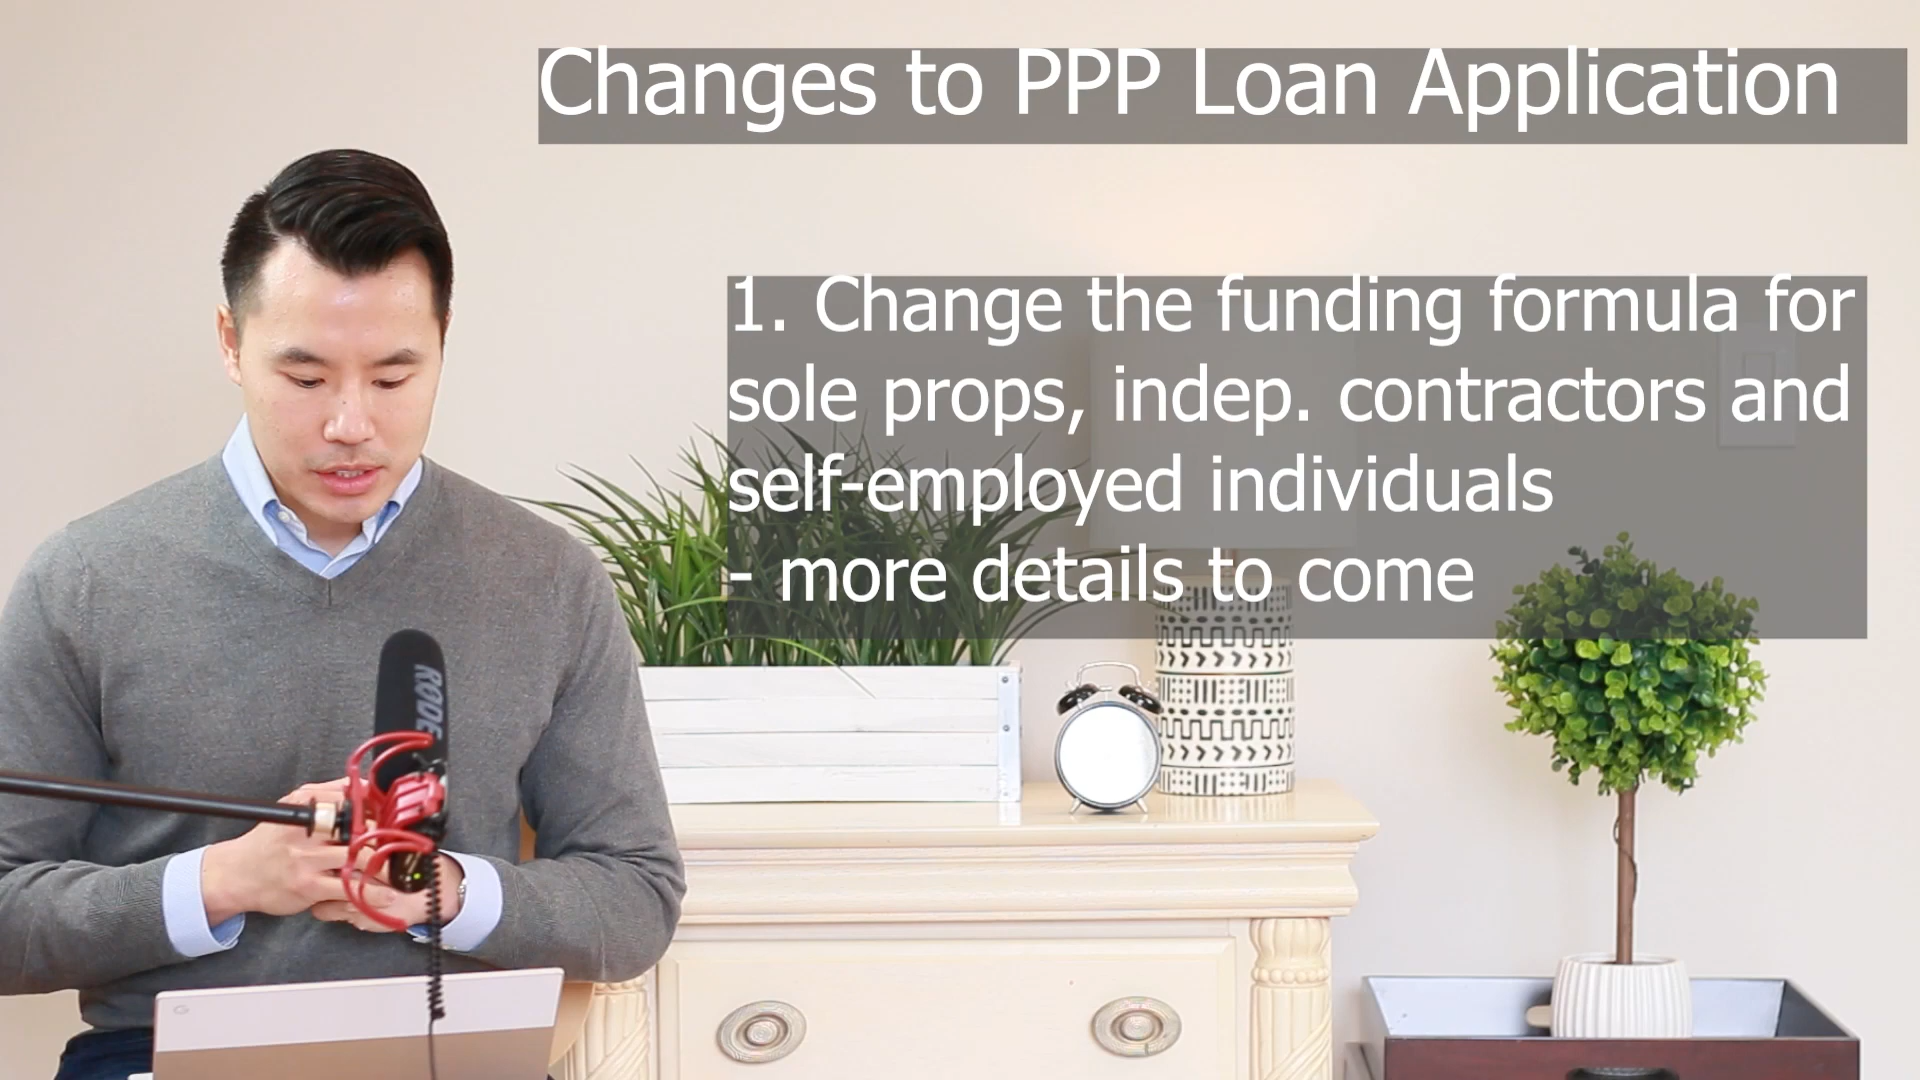 Changes to PPP Loan Application
1. Change the funding formula for
sole props, indep. contractors and
self-employed individuals
- more details to come
RODE
G